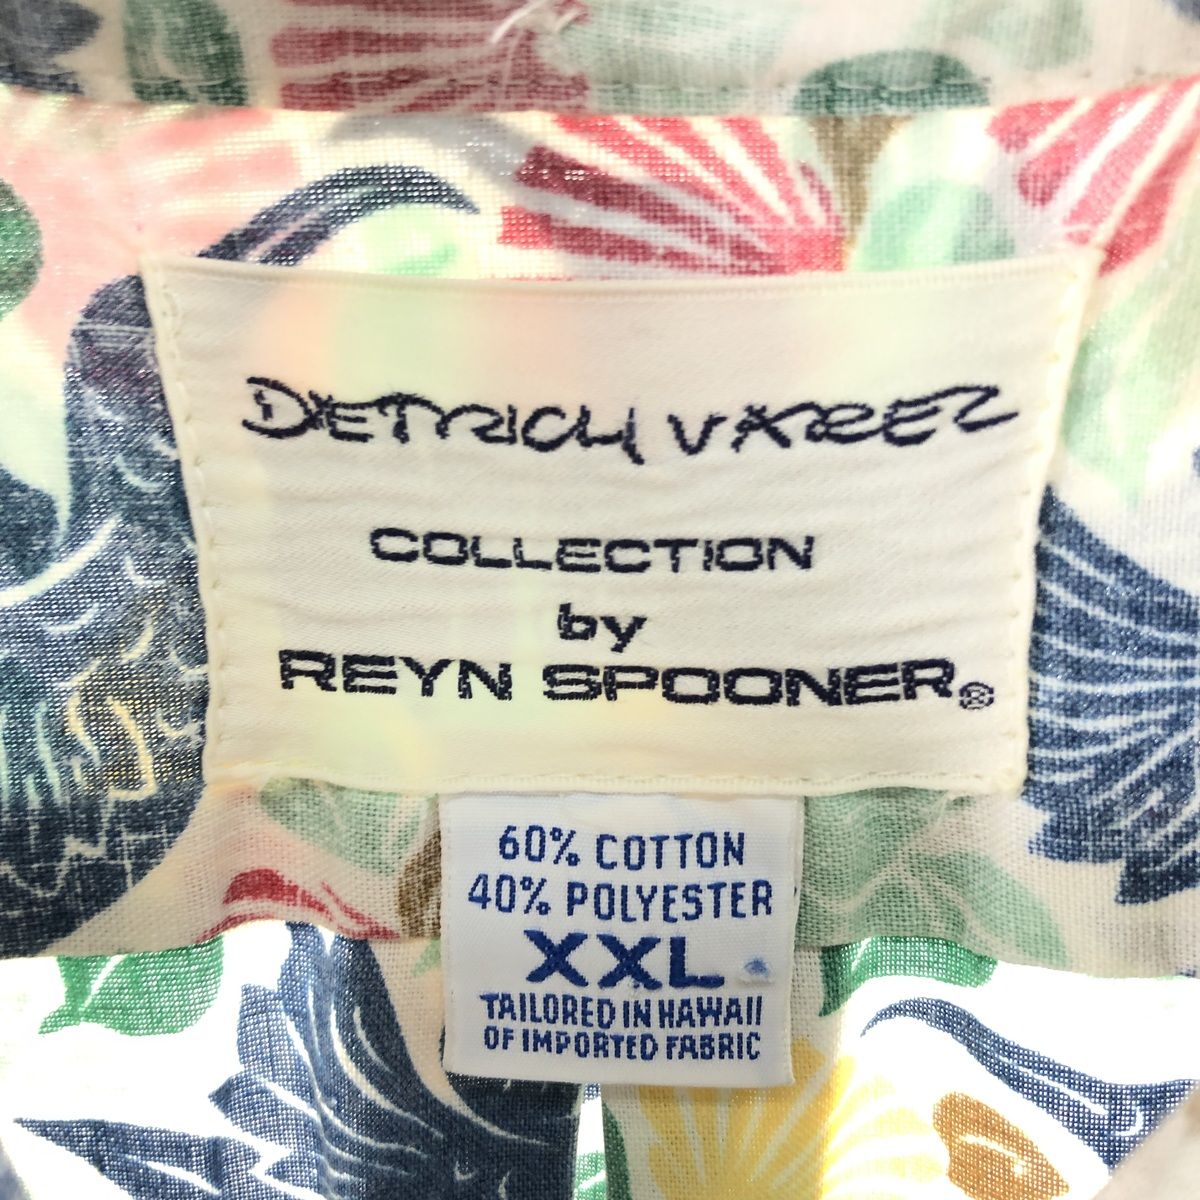 DIETRICH VAREZ
COLLECTION
by
REYN SPOONER®
60% COTTON
40% POLYESTER
XXL
TAILORED IN HAWAII
OF IMPORTED FABRIC